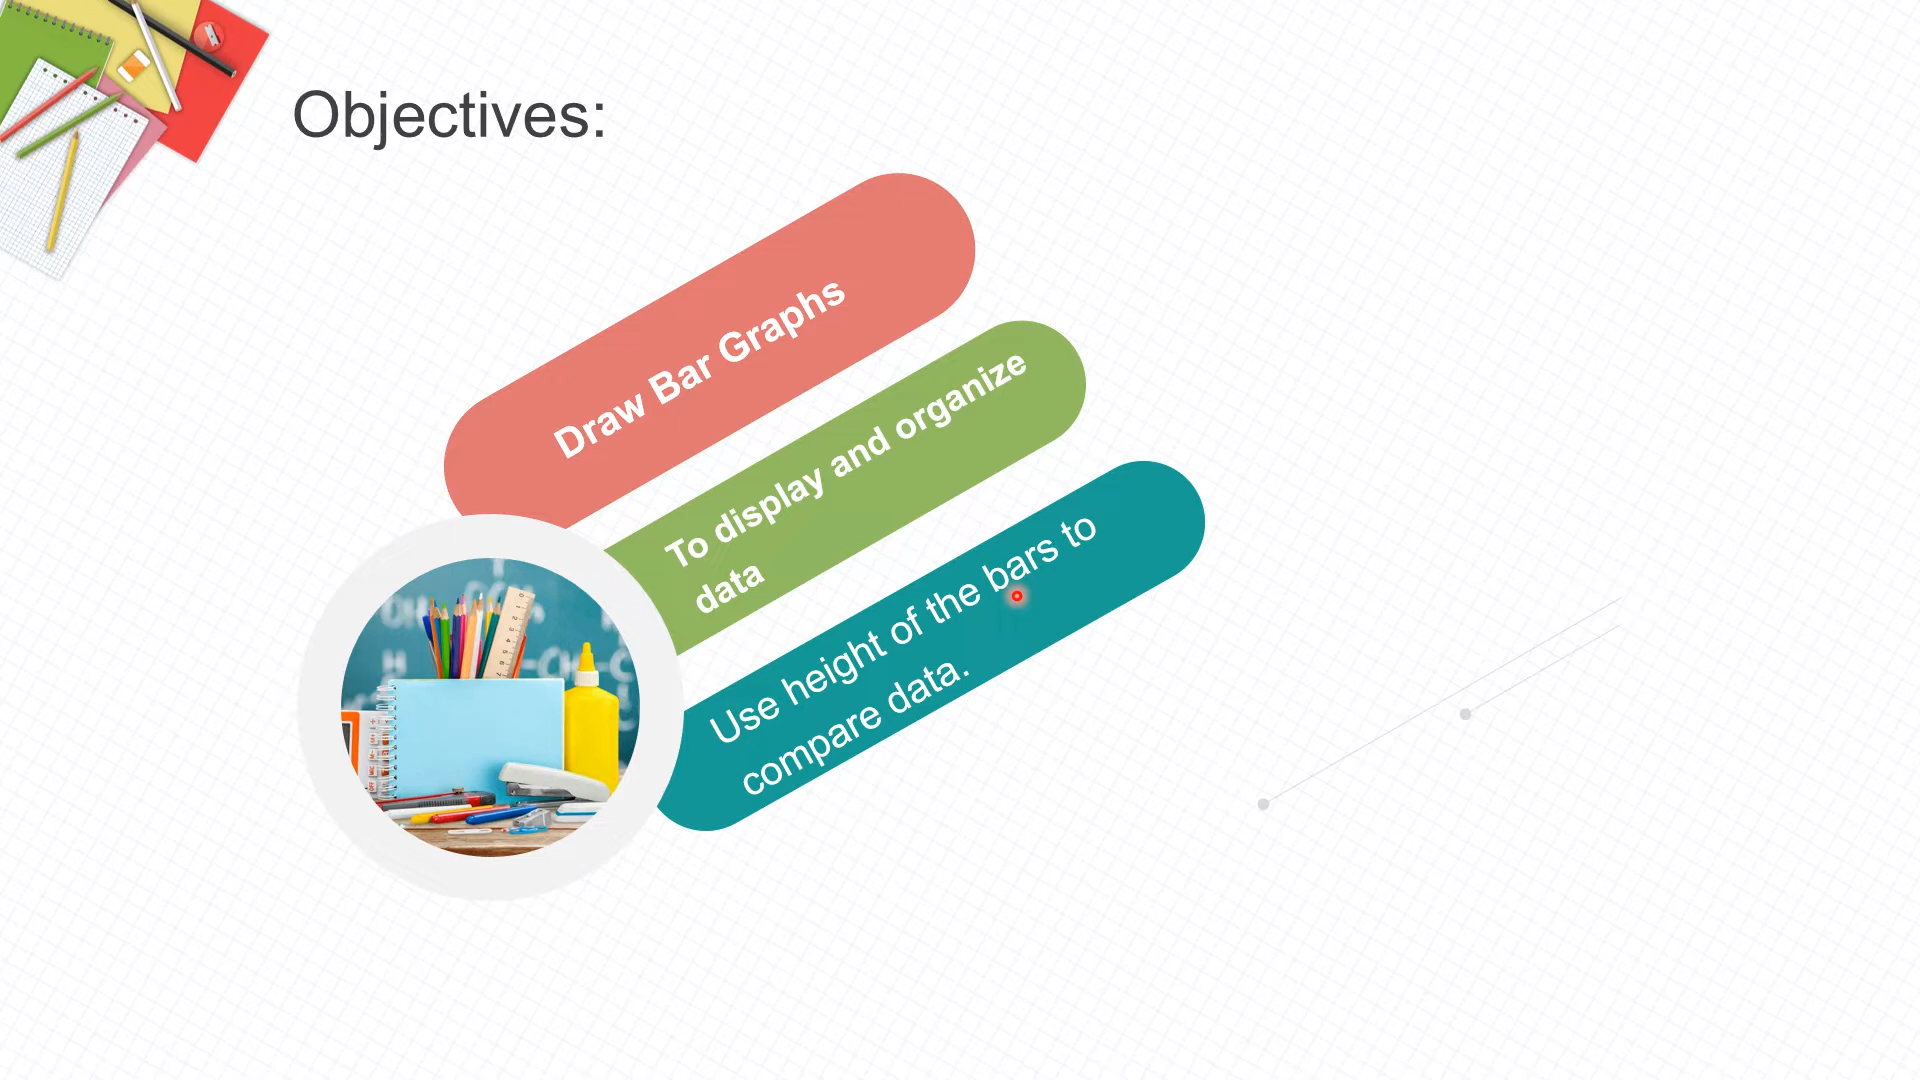 Objectives:
Draw Bar Graphs
To display and organize
data
Use height of the bars to
compare data.